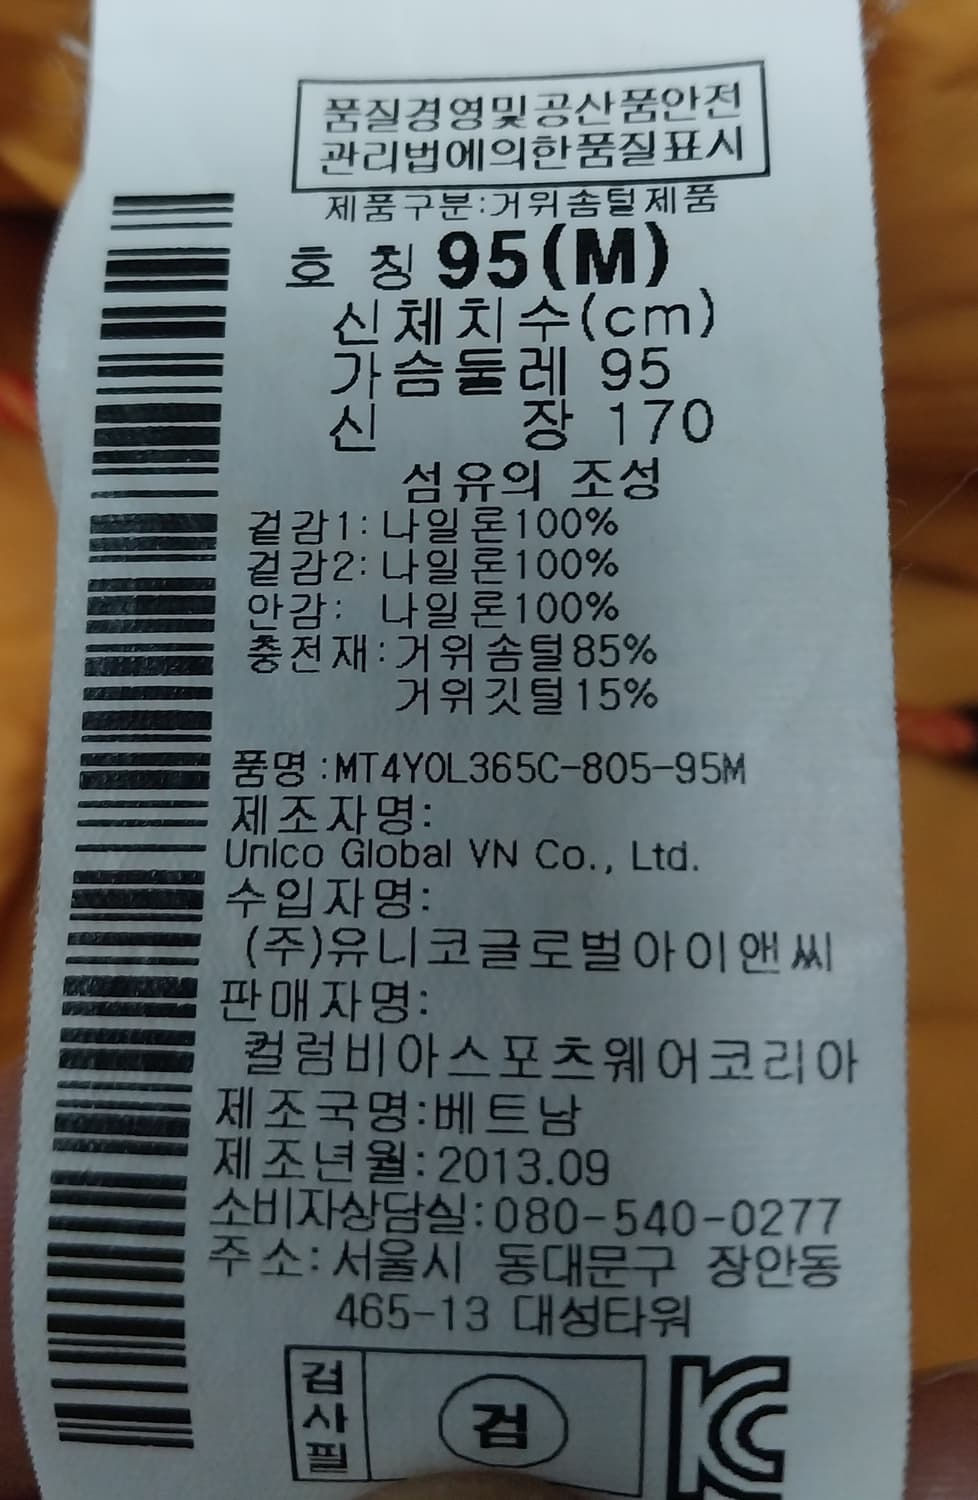 품질경영및공산품안전
관리법에의한품질표시
제품구분:거위솜털제품
호 칭 95(M)
신체치수(cm)
가슴둘레 95
신 장 170
섬유의 조성
겉감1: 나일론100%
겉감2: 나일론100%
안감: 나일론100%
충전재:거위솜털85%
거위깃털15%
품명:MT4YOL365C-805-95M
제조자명:
Unico Global VN Co., Ltd.
수입자명:
(주)유니코글로벌아이앤씨
판매자명:
컬럼비아스포츠웨어코리아
제조국명:베트남
제조년월:2013.09
소비자상담실:080-540-0277
주소:서울시 동대문구 장안동
465-13 대성타워
검사필
검
KC